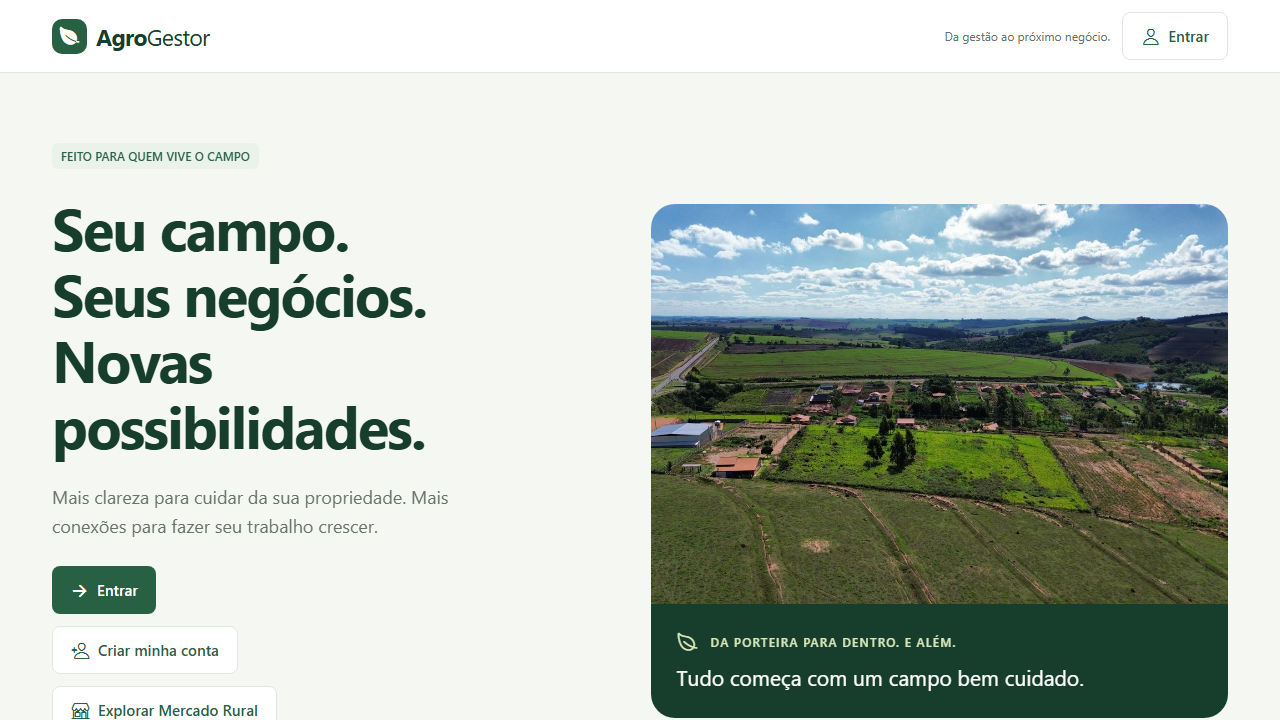 AgroGestor
Da gestão ao próximo negócio.
Entrar
FEITO PARA QUEM VIVE O CAMPO
Seu campo.
Seus negócios.
Novas
possibilidades.
Mais clareza para cuidar da sua propriedade. Mais
conexões para fazer seu trabalho crescer.
Entrar
Criar minha conta
Explorar Mercado Rural
DA PORTEIRA PARA DENTRO. E ALÉM.
Tudo começa com um campo bem cuidado.